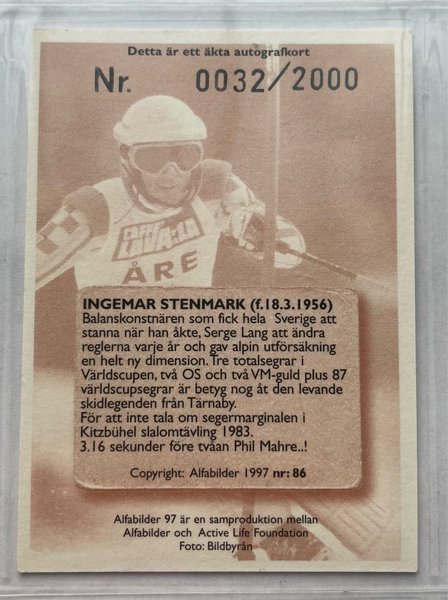 Detta är ett äkta autografkort
Nr. 0032/2000
LAVA:LA
ÅRE
INGEMAR STENMARK (f.18.3.1956)
Balanskonstnären som fick hela Sverige att
stanna när han åkte, Serge Lang att ändra
reglerna varje år och gav alpin utförsåkning
en helt ny dimension. Tre totalsegrar i
Världscupen, två OS och två VM-guld plus 87
världscupsegrar är betyg nog åt den levande
skidlegenden från Tärnaby.
För att inte tala om segermarginalen i
Kitzbühel slalomtävling 1983.
3.16 sekunder före tvåan Phil Mahre..!
Copyright: Alfabilder 1997 nr: 86
Alfabilder 97 är en samproduktion mellan
Alfabilder och Active Life Foundation
Foto: Bildbyrån